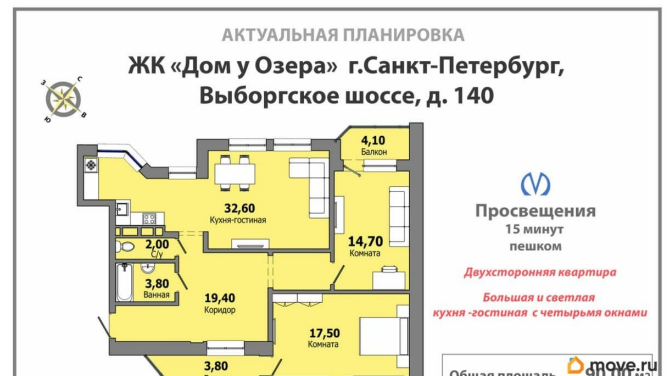 АКТУАЛЬНАЯ ПЛАНИРОВКА
ЖК «Дом у Озера» г.Санкт-Петербург,
Выборгское шоссе, д. 140
С
З
В
Ю
4,10
Балкон
32,60
Кухня-гостиная
14,70
Комната
2,00
С/у
3,80
Ванная
19,40
Коридор
17,50
Комната
3,80
Просвещения
15 минут
пешком
Двухсторонняя квартира
Большая и светлая
кухня -гостиная с четырьмя окнами
Общая площадь
move.ru